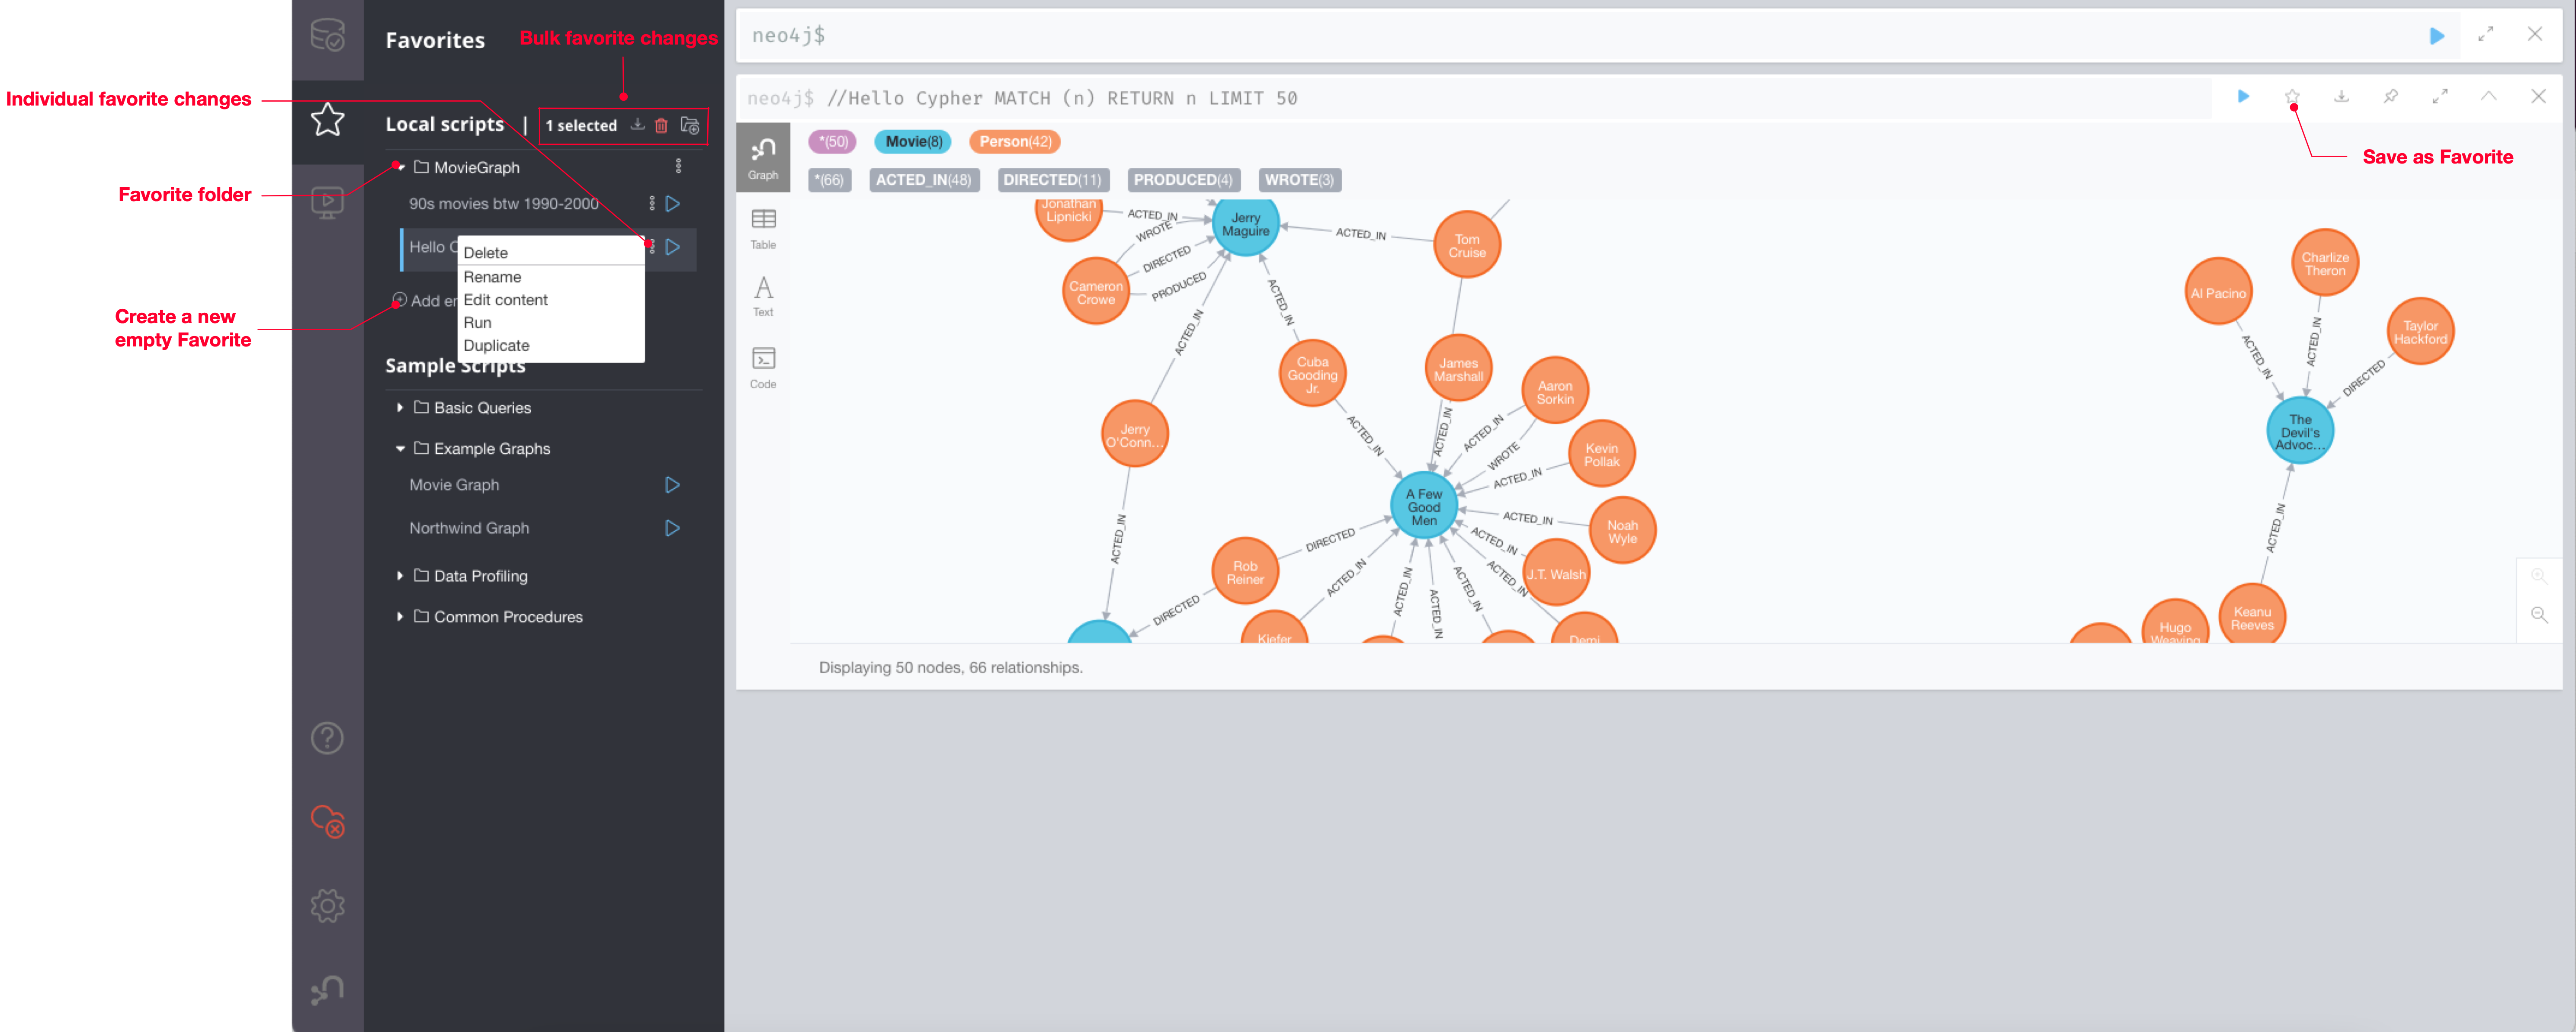 Individual favorite changes
Favorite folder
Create a new
empty Favorite
Favorites
Bulk favorite changes
Local scripts | 1 selected
MovieGraph
90s movies btw 1990-2000
Hello C
Delete
Rename
Edit content
Run
Duplicate
Add
Sample Scripts
Basic Queries
Example Graphs
Movie Graph
Northwind Graph
Data Profiling
Common Procedures
neo4j$
neo4j$ //Hello Cypher MATCH (n) RETURN n LIMIT 50
Save as Favorite
Graph
Table
Text
Code
*(50) Movie(8) Person(42)
*(66) ACTED_IN(48) DIRECTED(11) PRODUCED(4) WROTE(3)
Jonathan
Lipnicki
ACTED_IN
WROTE
DIRECTED
PRODUCED
Jerry
Maguire
ACTED_IN
Tom
Cruise
Cameron
Crowe
ACTED_IN
ACTED_IN
Cuba
Gooding
Jr.
James
Marshall
Aaron
Sorkin
Jerry
O'Conn...
ACTED_IN
ACTED_IN
ACTED_IN
WROTE
ACTED_IN
Kevin
Pollak
A Few
Good
Men
ACTED_IN
Noah
Wyle
ACTED_IN
DIRECTED
ACTED_IN
J.T. Walsh
Rob
Reiner
ACTED_IN
ACTED_IN
ACTED_IN
ACTED_IN
ACTED_IN
DIRECTED
Kiefer
Demi
Al Pacino
Charlize
Theron
Taylor
Hackford
ACTED_IN
ACTED_IN
DIRECTED
The
Devil's
Advoc...
ACTED_IN
Hugo
Weaving
Keanu
Reeves
Displaying 50 nodes, 66 relationships.